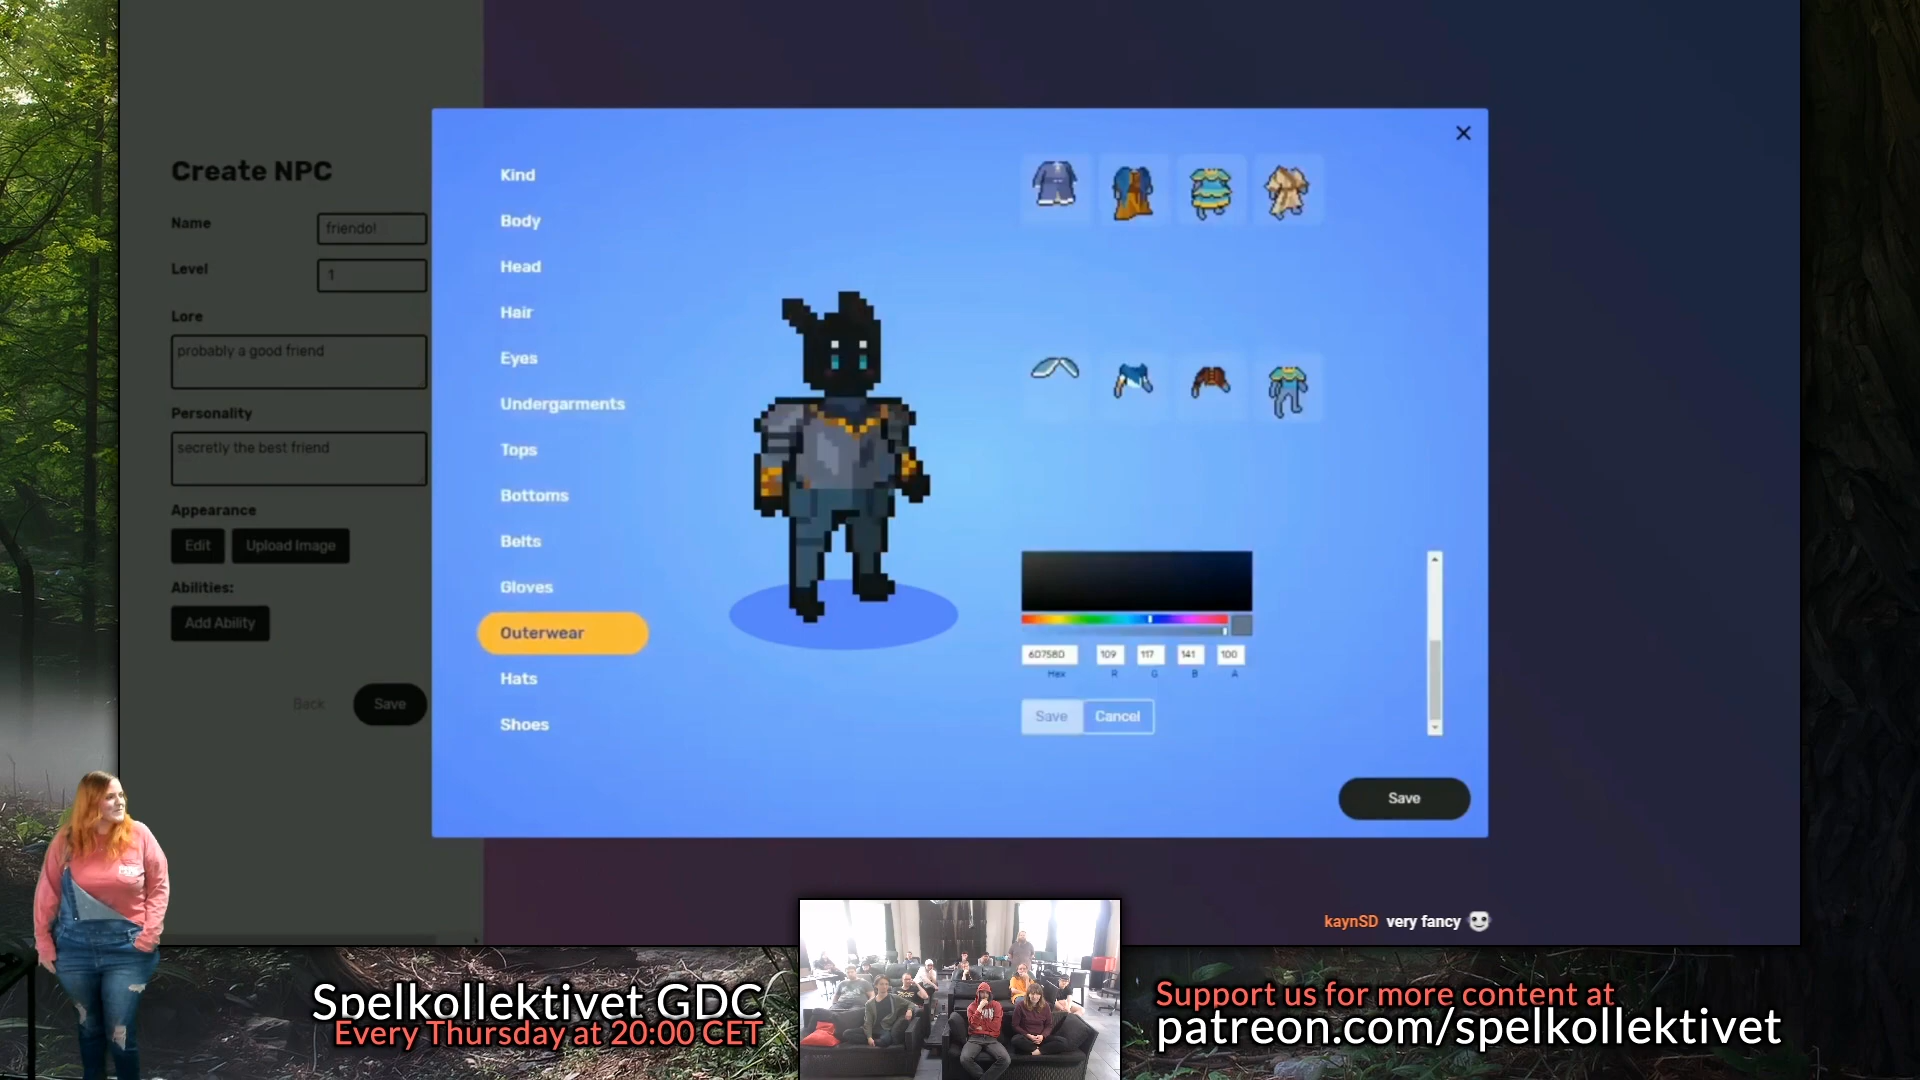 Create NPC
Name
friendo!
Level
1
Lore
probably a good friend
Personality
secretly the best friend
Appearance
Edit
Upload Image
Abilities:
Add Ability
Back
Save
Kind
Body
Head
Hair
Eyes
Undergarments
Tops
Bottoms
Belts
Gloves
Outerwear
Hats
Shoes
6D758D
109
117
141
100
Hex
R
G
B
A
Save
Cancel
Save
kaynSD very fancy
Spelkollektivet GDC
Every Thursday at 20:00 CET
Support us for more content at
patreon.com/spelkollektivet